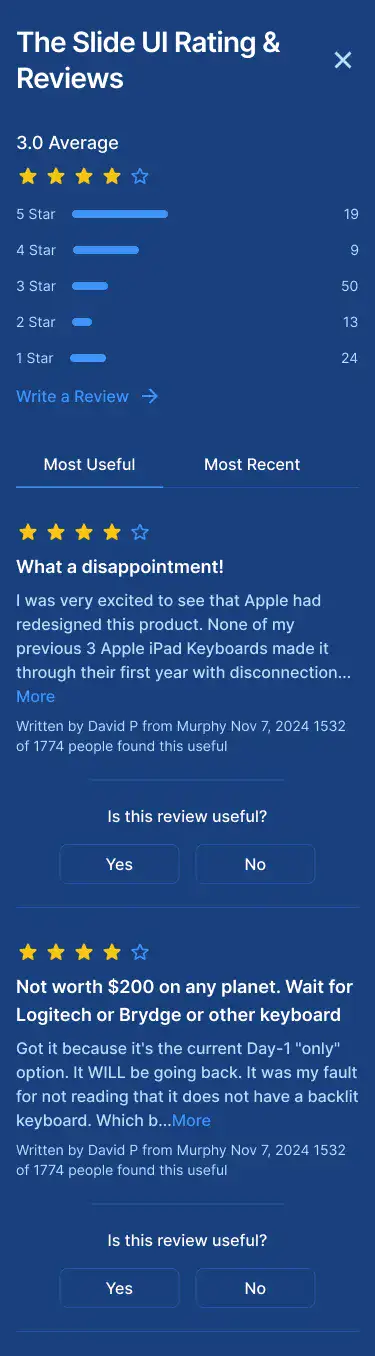 The Slide UI Rating &
Reviews
3.0 Average
5 Star 19
4 Star 9
3 Star 50
2 Star 13
1 Star 24
Write a Review
Most Useful Most Recent
What a disappointment!
I was very excited to see that Apple had
redesigned this product. None of my
previous 3 Apple iPad Keyboards made it
through their first year with disconnection...
More
Written by David P from Murphy Nov 7, 2024 1532
of 1774 people found this useful
Is this review useful?
Yes No
Not worth $200 on any planet. Wait for
Logitech or Brydge or other keyboard
Got it because it's the current Day-1 "only"
option. It WILL be going back. It was my fault
for not reading that it does not have a backlit
keyboard. Which b...More
Written by David P from Murphy Nov 7, 2024 1532
of 1774 people found this useful
Is this review useful?
Yes No